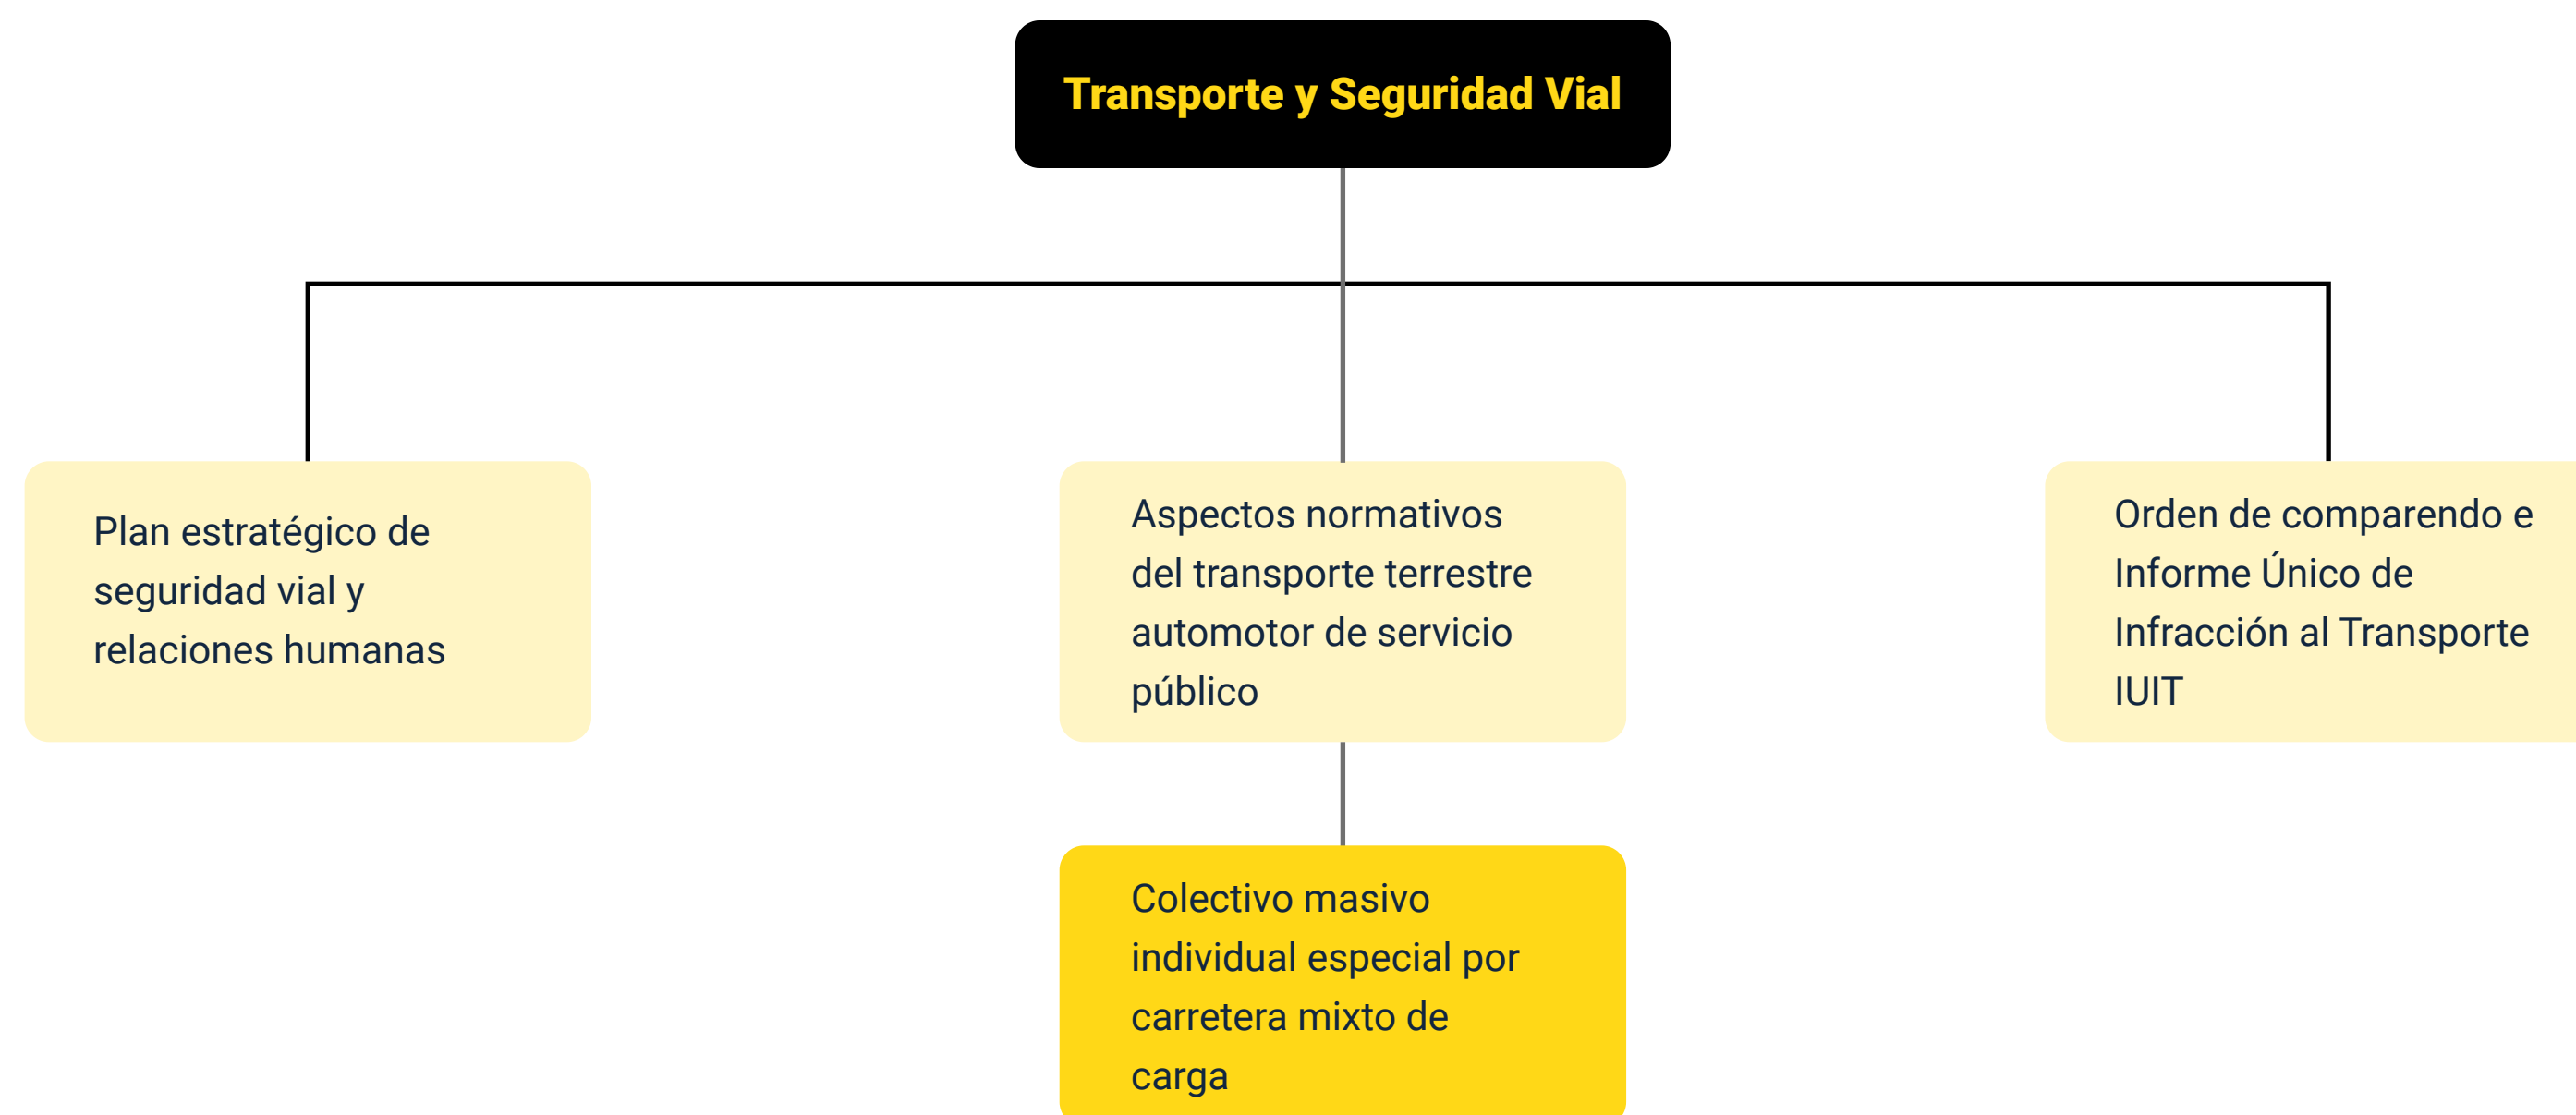 Transporte y Seguridad Vial
Plan estratégico de
seguridad vial y
relaciones humanas
Aspectos normativos
del transporte terrestre
automotor de servicio
público
Orden de comparendo e
Informe Único de
Infracción al Transporte
IUIT
Colectivo masivo
individual especial por
carretera mixto de
carga